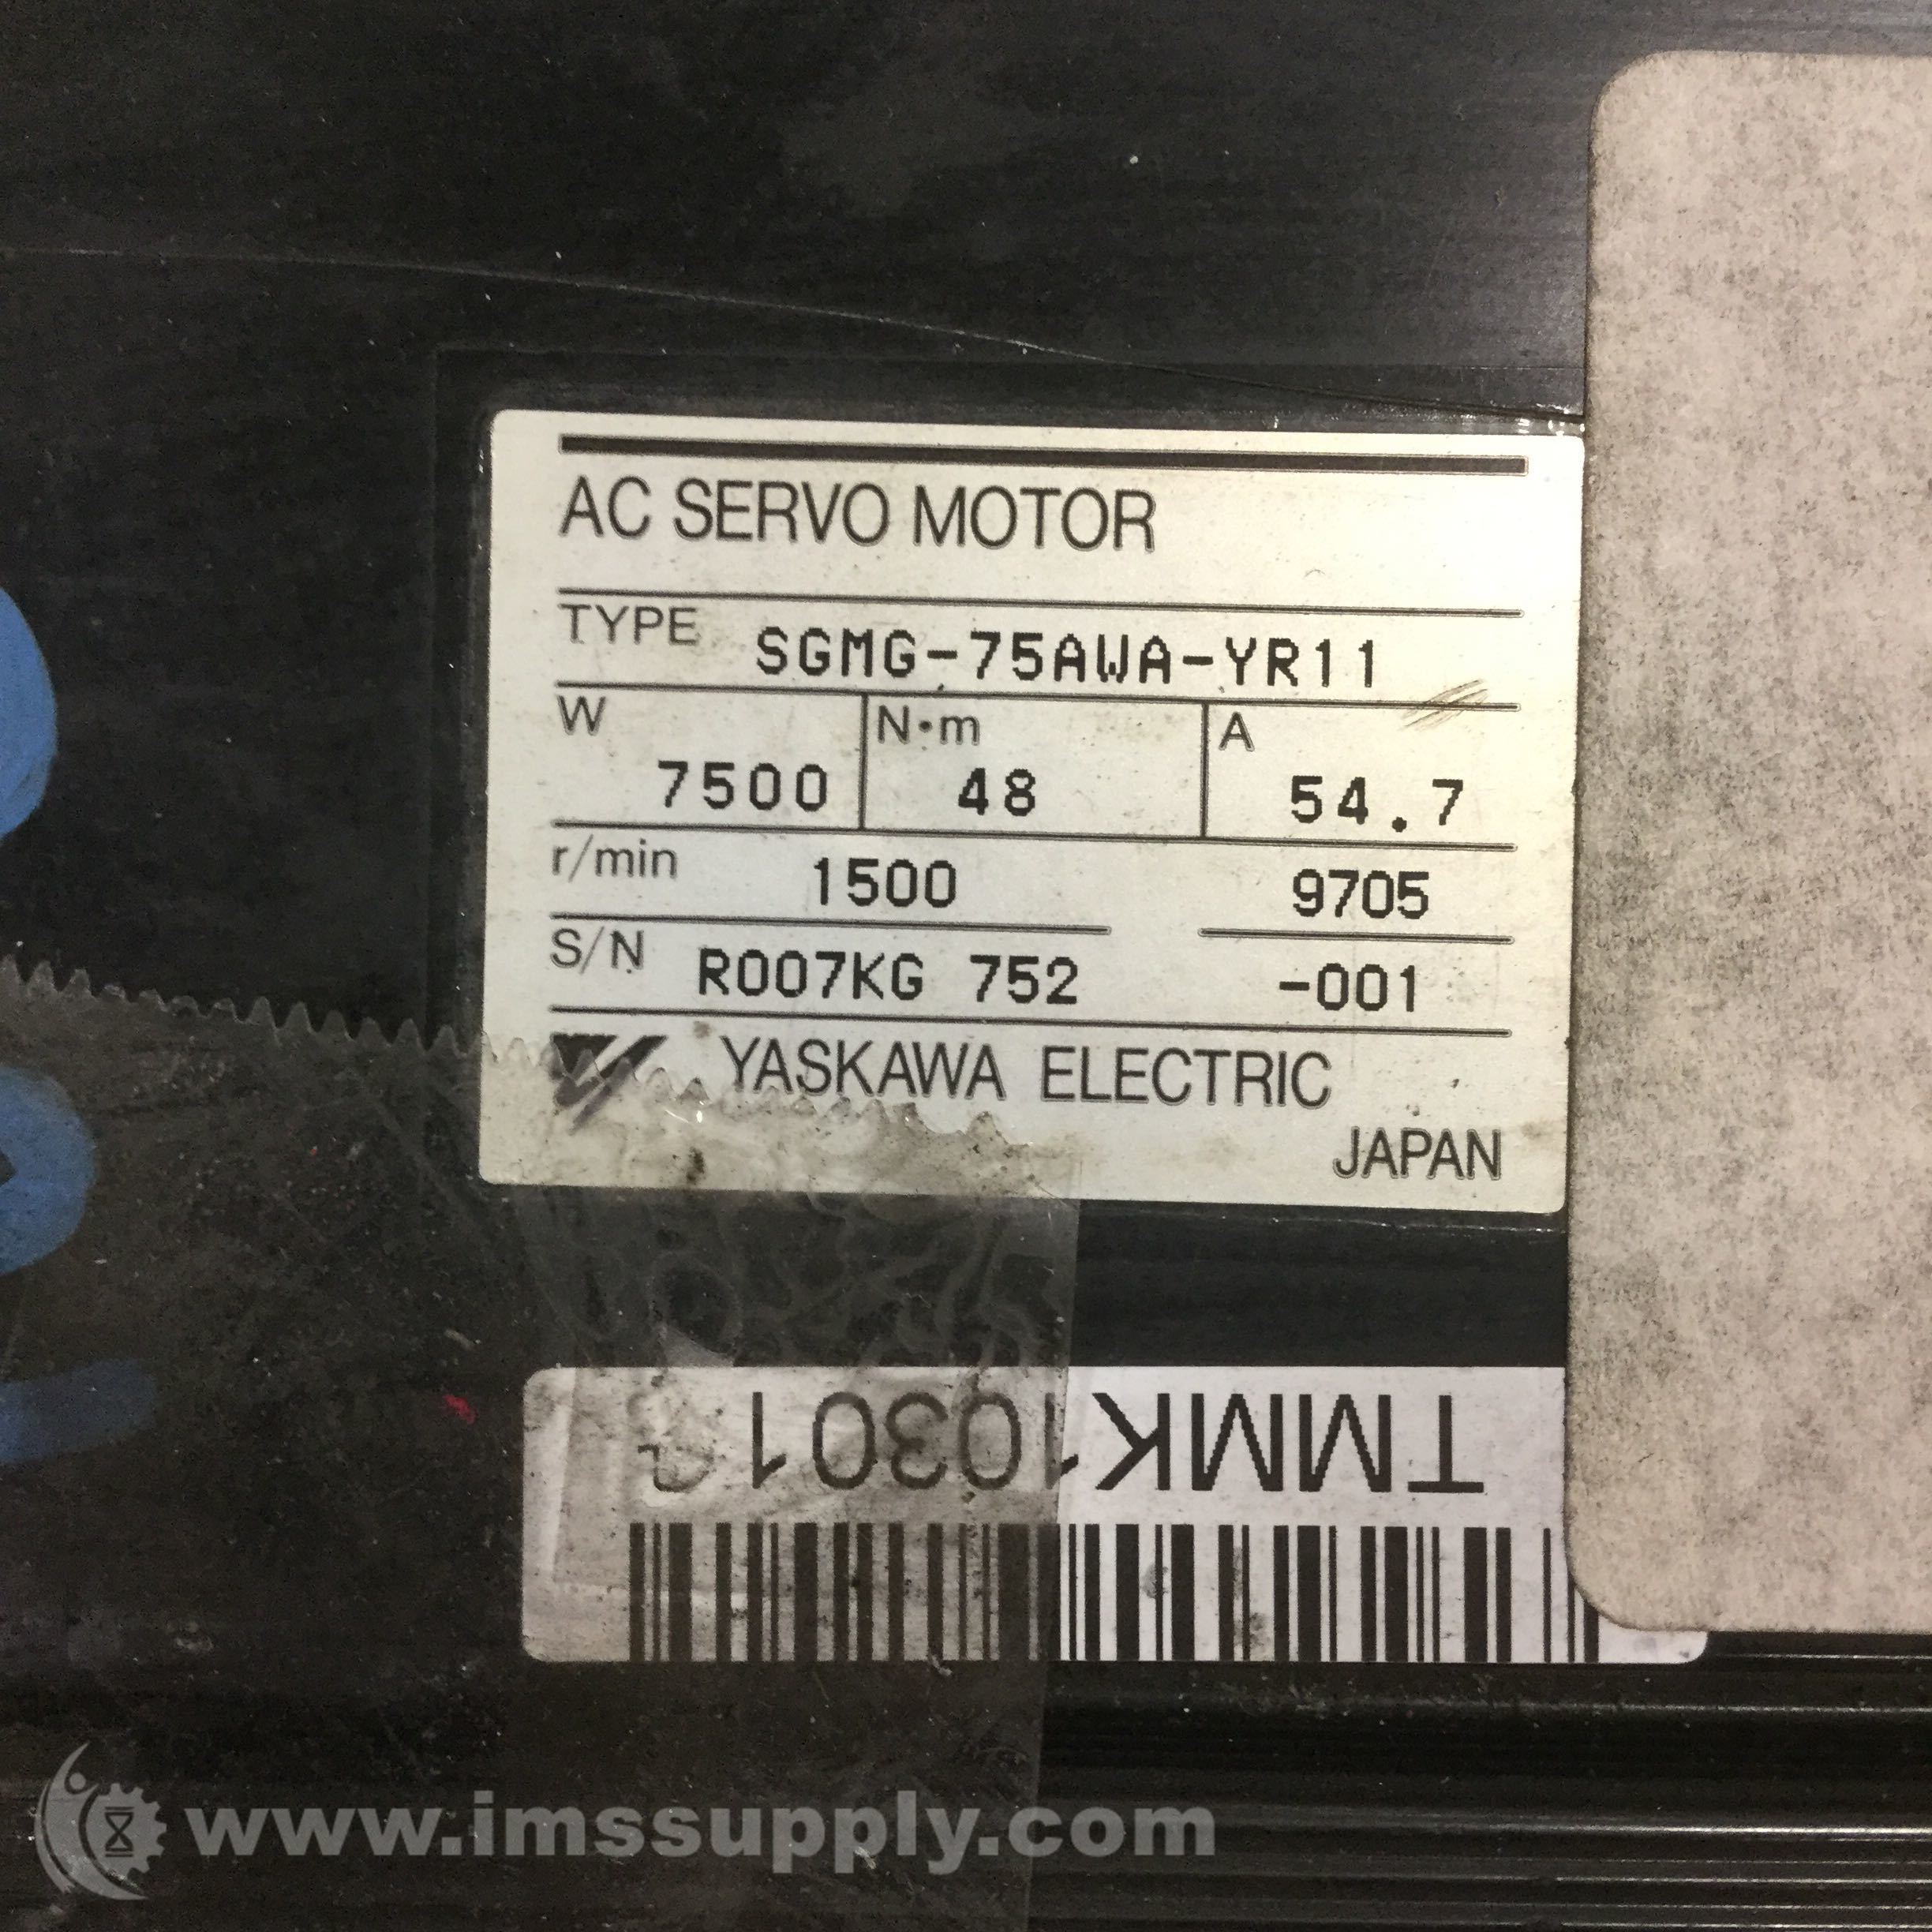 AC SERVO MOTOR
TYPE SGMG-75AWA-YR11
W N·m A
7500 48 54.7
r/min 1500 9705
S/N R007KG 752 -001
YASKAWA ELECTRIC
JAPAN
TMMK10301
www.imssupply.com